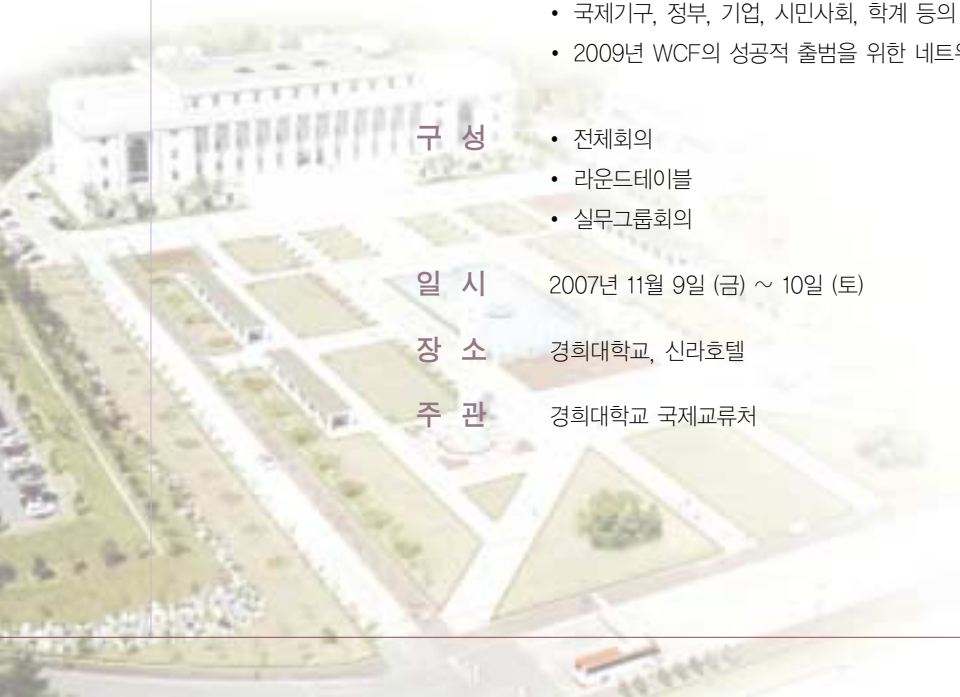 • 국제기구, 정부, 기업, 시민사회, 학계 등의
• 2009년 WCF의 성공적 출범을 위한
구 성 • 전체회의
• 라운드테이블
• 실무그룹회의
일 시 2007년 11월 9일 (금) ~ 10일 (토)
장 소 경희대학교, 신라호텔
주 관 경희대학교 국제교류처